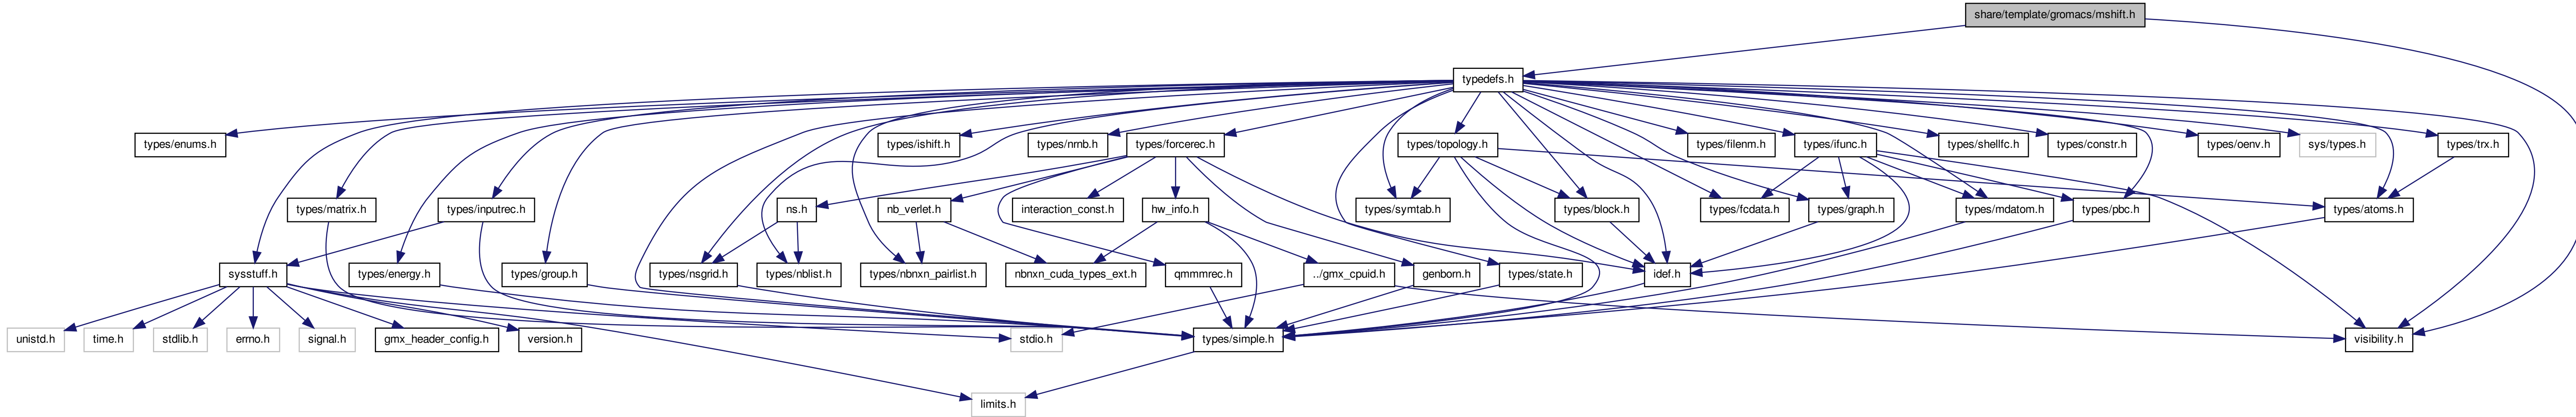 share/template/gromacs/mshift.h
typedefs.h
types/enums.h
types/ishift.h
types/nrnb.h
types/forcerec.h
types/topology.h
types/filenm.h
types/ifunc.h
types/shellfc.h
types/constr.h
types/oenv.h
sys/types.h
types/trx.h
types/matrix.h
types/inputrec.h
ns.h
nb_verlet.h
interaction_const.h
hw_info.h
types/symtab.h
types/block.h
types/fcdata.h
types/graph.h
types/mdatom.h
types/pbc.h
types/atoms.h
sysstuff.h
types/energy.h
types/group.h
types/nsgrid.h
types/nblist.h
types/nbnxn_pairlist.h
nbnxn_cuda_types_ext.h
qmmmrec.h
../gmx_cpuid.h
genborn.h
types/state.h
idef.h
unistd.h
time.h
stdlib.h
errno.h
signal.h
gmx_header_config.h
version.h
stdio.h
types/simple.h
visibility.h
limits.h